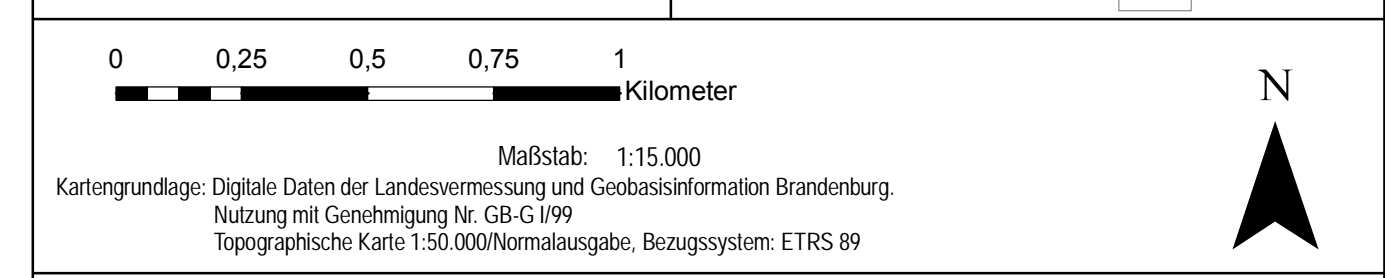 0 0,25 0,5 0,75 1
Kilometer
N
Maßstab: 1:15.000
Kartengrundlage: Digitale Daten der Landesvermessung und Geobasisinformation Brandenburg.
Nutzung mit Genehmigung Nr. GB-G I/99
Topographische Karte 1:50.000/Normalausgabe, Bezugssystem: ETRS 89